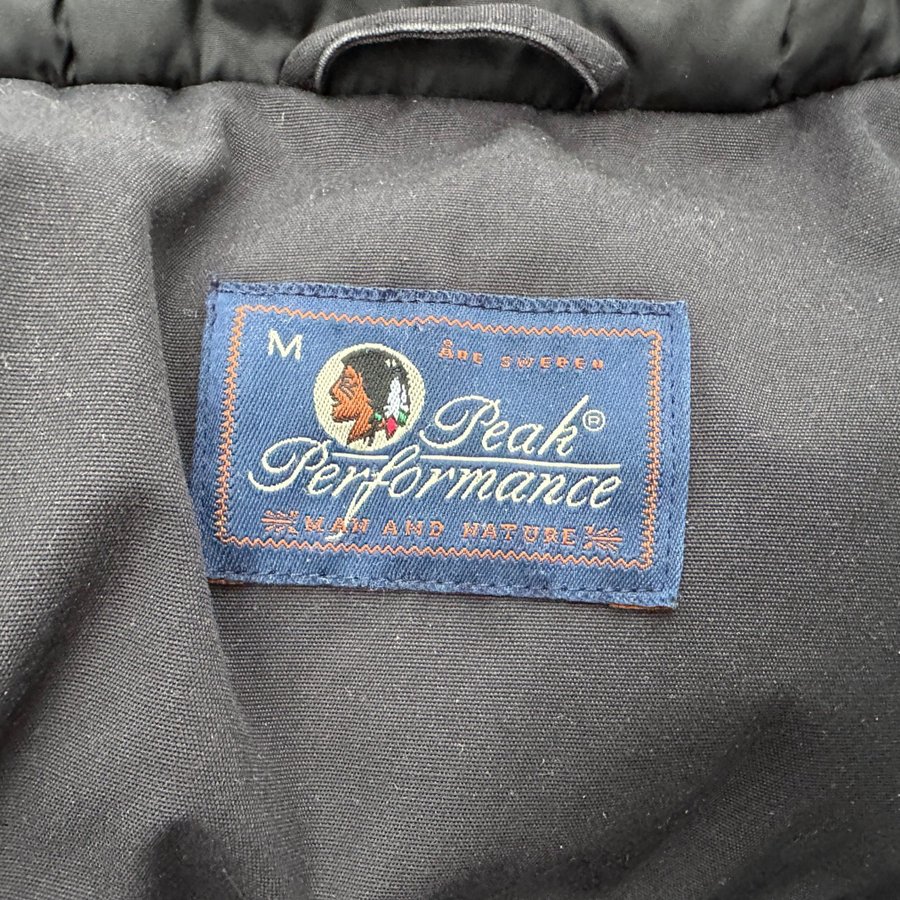 M
ÅRE SWEDEN
Peak®
Performance
MAN AND NATURE